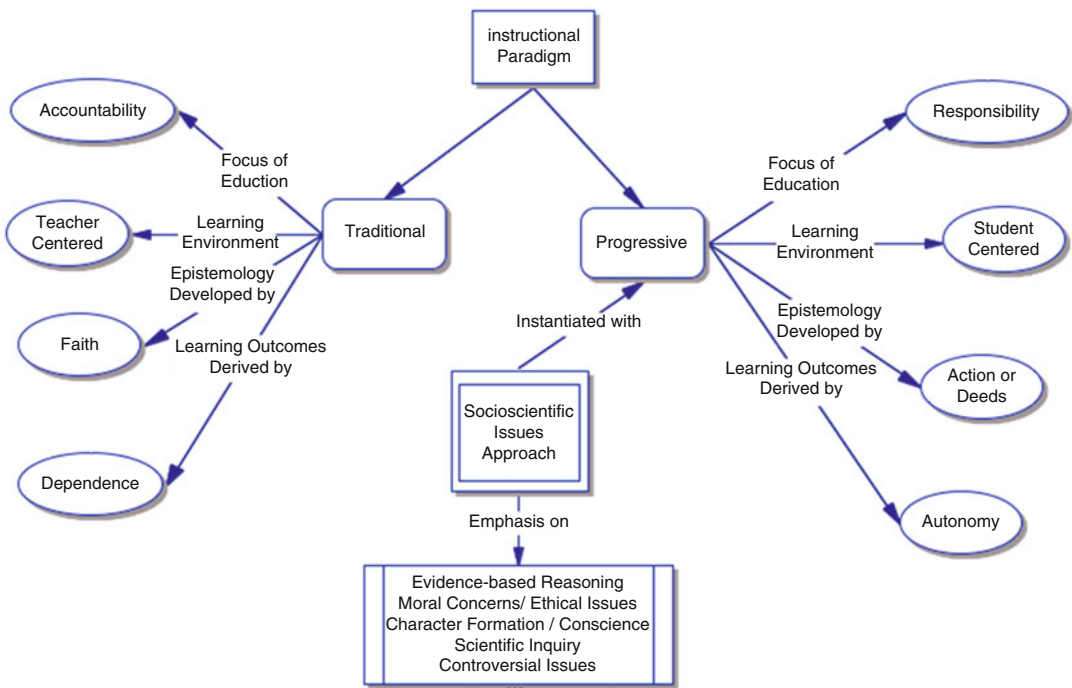 instructional
Paradigm
Accountability
Focus of
Eduction
Teacher
Centered
Learning
Environment
Traditional
Epistemology
Developed by
Faith
Learning Outcomes
Derived by
Dependence
Responsibility
Focus of
Education
Progressive
Learning
Environment
Student
Centered
Epistemology
Developed by
Action or
Deeds
Learning Outcomes
Derived by
Autonomy
Instantiated with
Socioscientific
Issues
Approach
Emphasis on
Evidence-based Reasoning
Moral Concerns/ Ethical Issues
Character Formation / Conscience
Scientific Inquiry
Controversial Issues
...